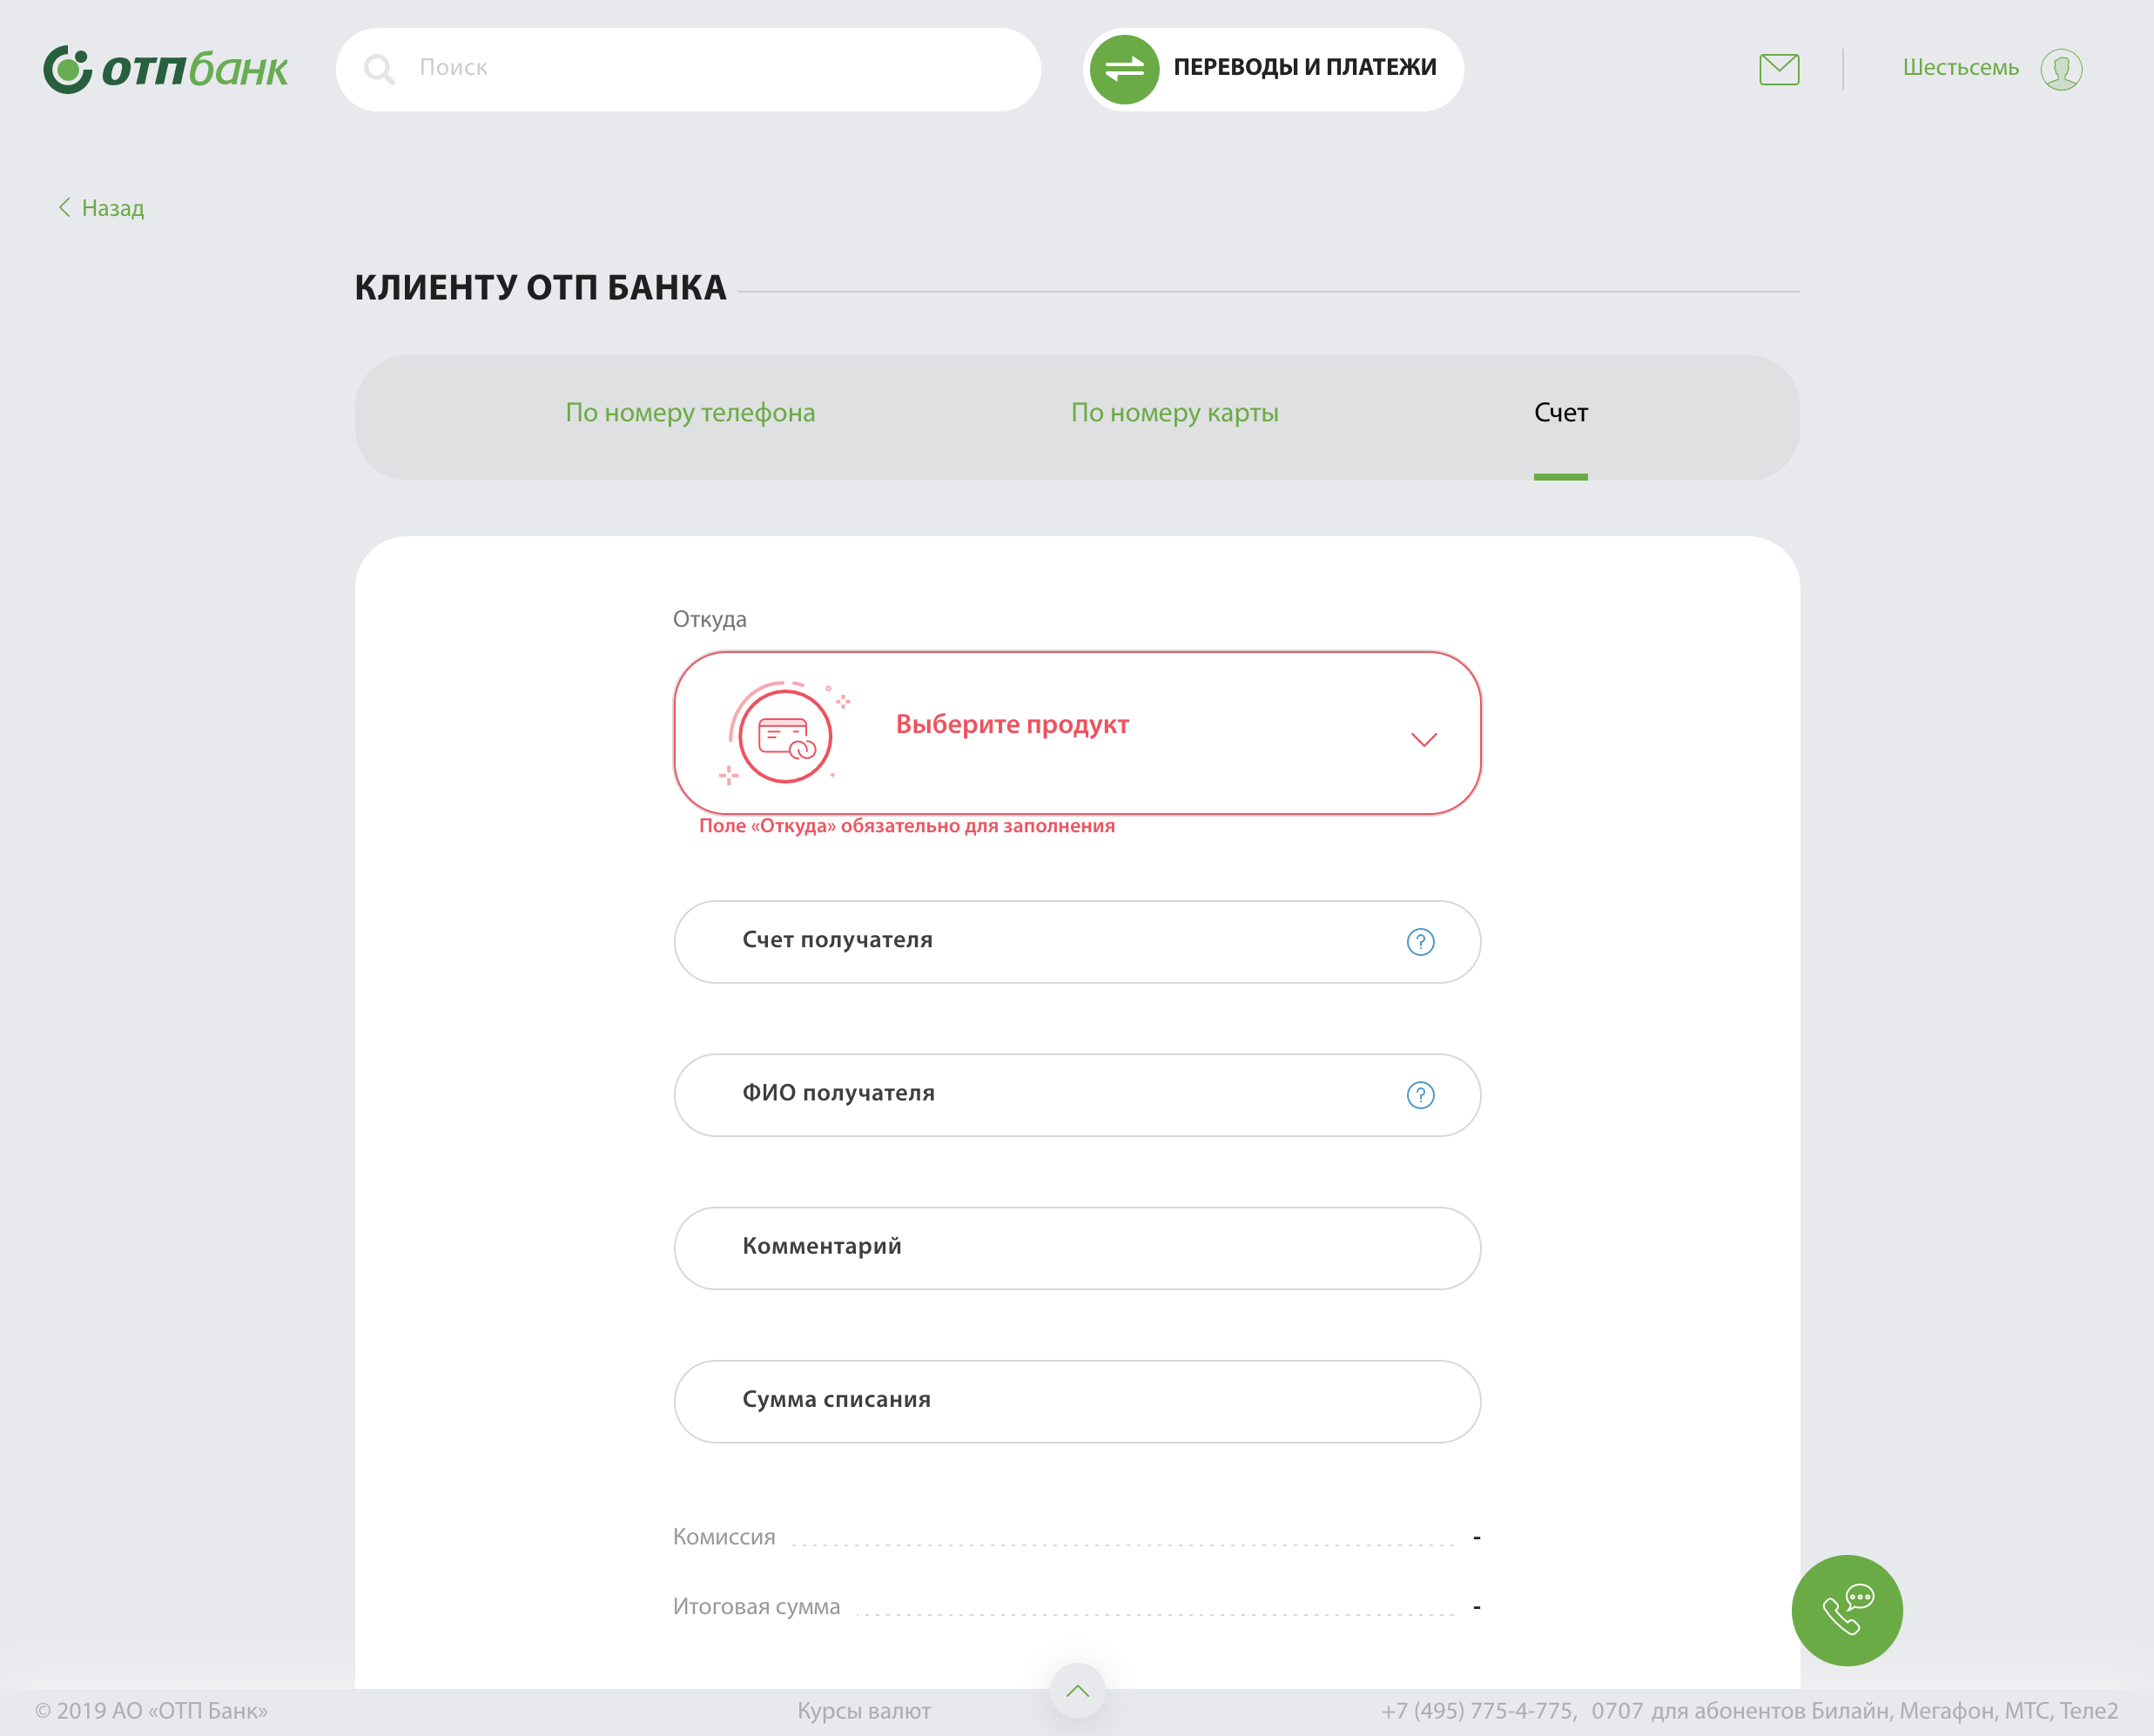 отпбанк
Поиск
ПЕРЕВОДЫ И ПЛАТЕЖИ
Шестьсемь
Назад
КЛИЕНТУ ОТП БАНКА
По номеру телефона
По номеру карты
Счет
Откуда
Выберите продукт
Поле «Откуда» обязательно для заполнения
Счет получателя
?
ФИО получателя
?
Комментарий
Сумма списания
Комиссия -
Итоговая сумма -
© 2019 АО «ОТП Банк»
Курсы валют
+7 (495) 775-4-775, 0707 для абонентов Билайн, Мегафон, МТС, Теле2